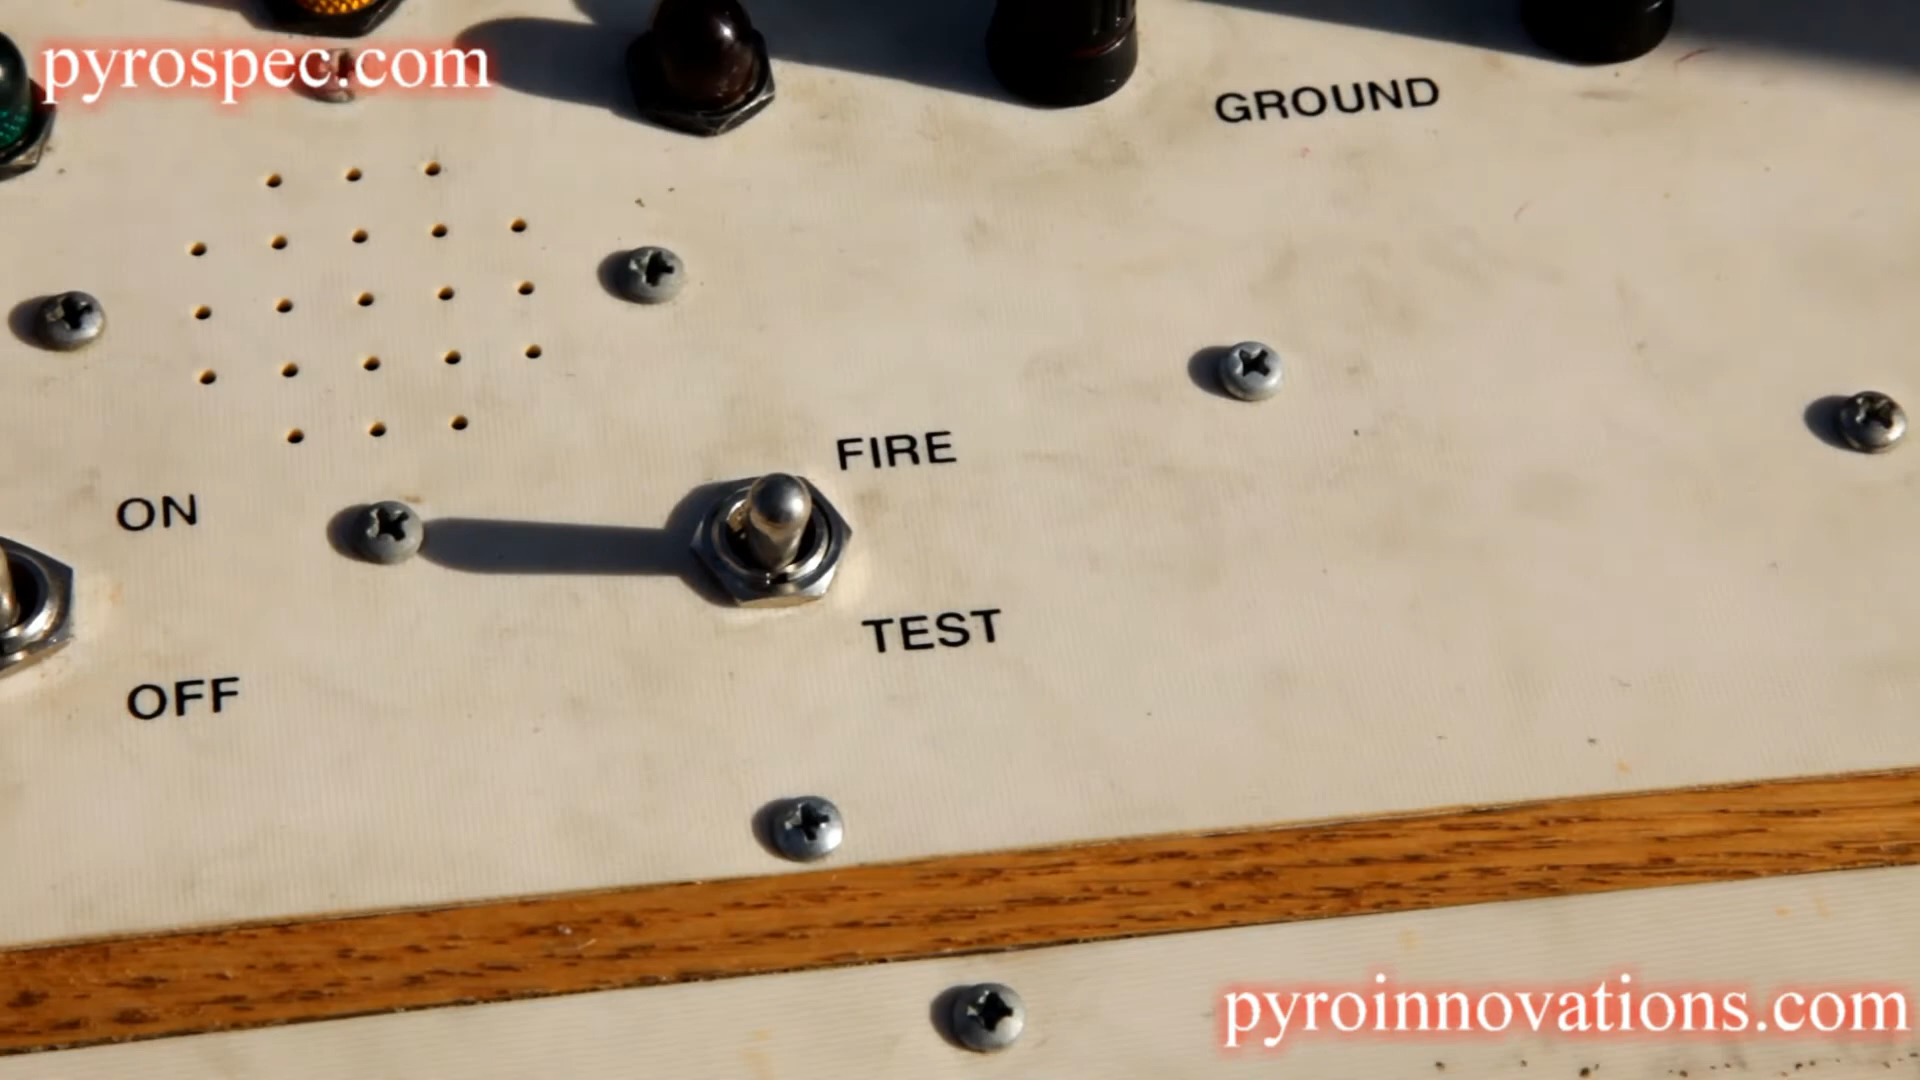 pyrospec.com
GROUND
FIRE
ON
TEST
OFF
pyroinnovations.com